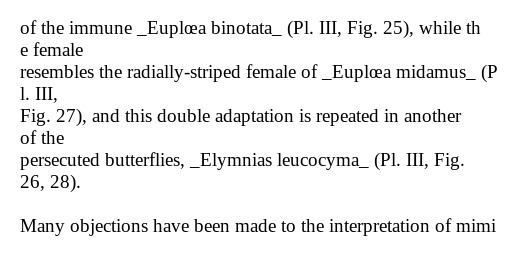 of the immune _Euplœa binotata_ (Pl. III, Fig. 25), while th
e female
resembles the radially-striped female of _Euplœa midamus_ (P
l. III,
Fig. 27), and this double adaptation is repeated in another
of the
persecuted butterflies, _Elymnias leucocyma_ (Pl. III, Fig.
26, 28).
Many objections have been made to the interpretation of mimi